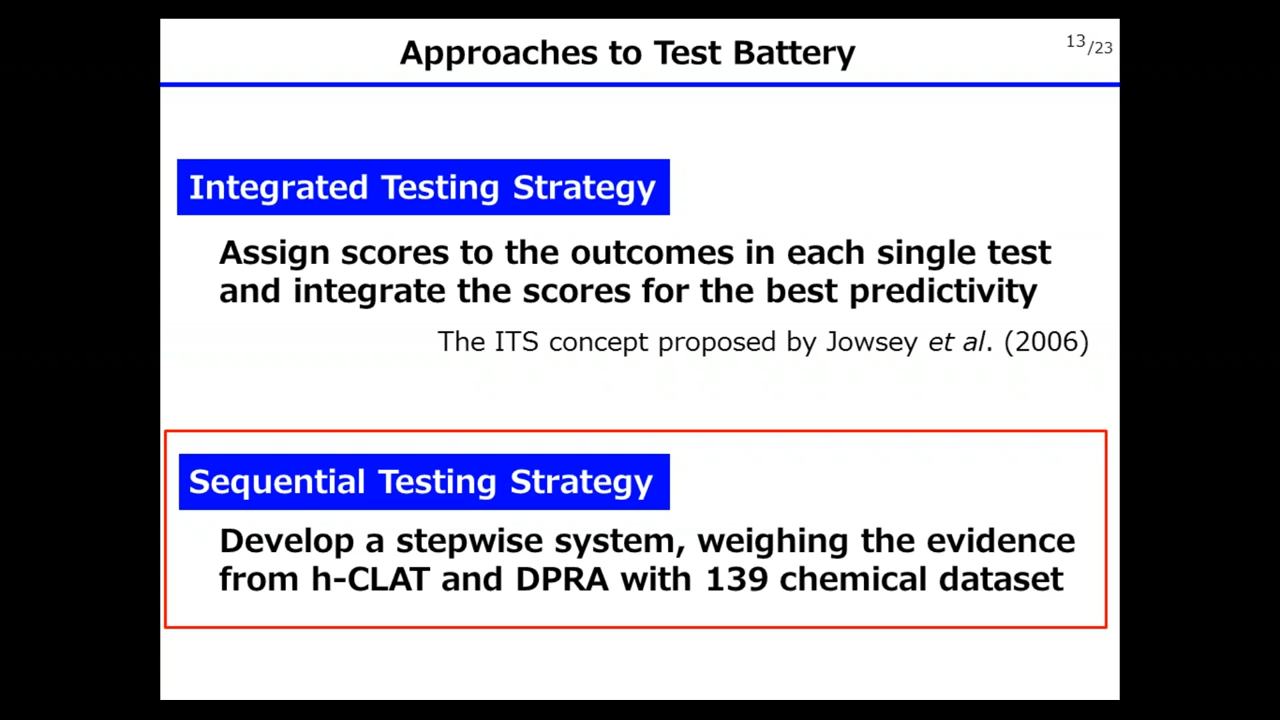 Approaches to Test Battery
13/23
Integrated Testing Strategy
Assign scores to the outcomes in each single test
and integrate the scores for the best predictivity
The ITS concept proposed by Jowsey et al. (2006)
Sequential Testing Strategy
Develop a stepwise system, weighing the evidence
from h-CLAT and DPRA with 139 chemical dataset